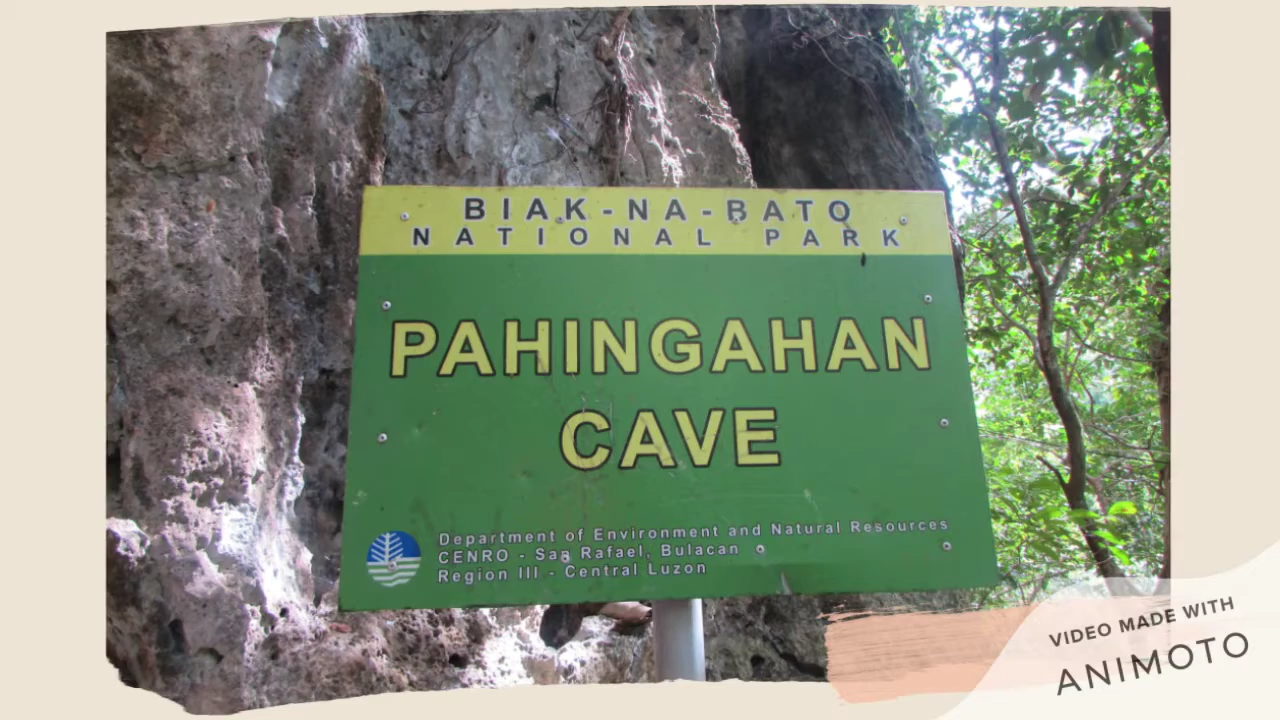 BIAK-NA-BATO
NATIONAL PARK
PAHINGAHAN
CAVE
Department of Environment and Natural Resources
CENRO - San Rafael, Bulacan
Region III - Central Luzon
VIDEO MADE WITH
ANIMOTO